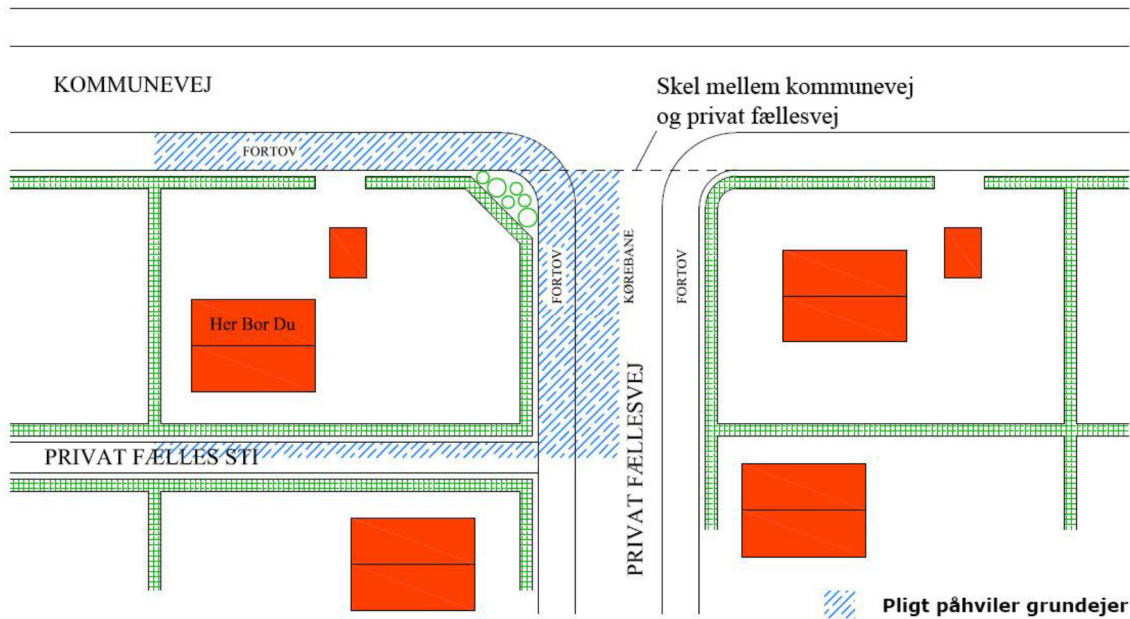 KOMMUNEVEJ
Skel mellem kommunevej
og privat fællesvej
FORTOV
FORTOV
KØREBANE
FORTOV
Her Bor Du
PRIVAT FÆLLESVEJ
PRIVAT FÆLLES STI
Pligt påhviler grundejer